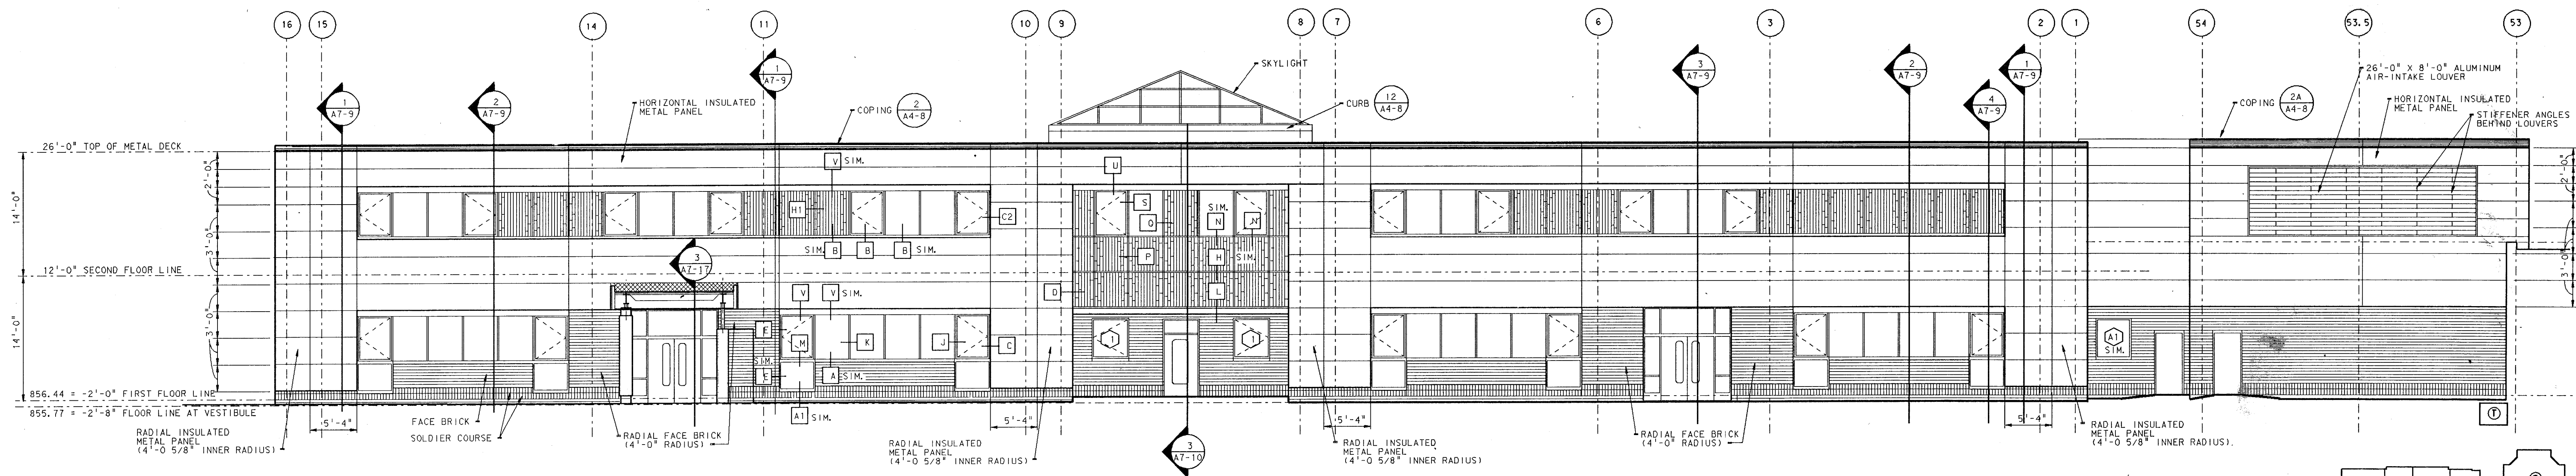 16
15
14
11
10
9
8
7
6
3
2
1
54
53.5
53
1
A7-9
2
A7-9
1
A7-9
3
A7-9
2
A7-9
1
A7-9
4
A7-9
SKYLIGHT
CURB
12
A4-8
HORIZONTAL INSULATED
METAL PANEL
COPING
2
A4-8
26'-0" X 8'-0" ALUMINUM
AIR-INTAKE LOUVER
COPING
2A
A4-8
HORIZONTAL INSULATED
METAL PANEL
STIFFENER ANGLES
BEHIND LOUVERS
26'-0" TOP OF METAL DECK
2'-0"
14'-0"
V SIM.
U
H1
C2
S
Q
SIM.
N
N
2'-0"
3'-0"
SIM. B
B
B SIM.
P
H
SIM.
12'-0" SECOND FLOOR LINE
3
A7-17
D
L
3'-0"
V
V SIM.
14'-0"
3'-0"
F
M
K
J
C
1
1
A1
SIM.
SIM.
E
A SIM.
856.44 = -2'-0" FIRST FLOOR LINE
855.77 = -2'-8" FLOOR LINE AT VESTIBULE
A1 SIM.
5'-4"
5'-4"
5'-4"
5'-4"
T
FACE BRICK
SOLDIER COURSE
RADIAL FACE BRICK
(4'-0" RADIUS)
RADIAL INSULATED
METAL PANEL
(4'-0 5/8" INNER RADIUS)
RADIAL INSULATED
METAL PANEL
(4'-0 5/8" INNER RADIUS)
3
A7-10
RADIAL INSULATED
METAL PANEL
(4'-0 5/8" INNER RADIUS)
RADIAL FACE BRICK
(4'-0" RADIUS)
RADIAL INSULATED
METAL PANEL
(4'-0 5/8" INNER RADIUS).